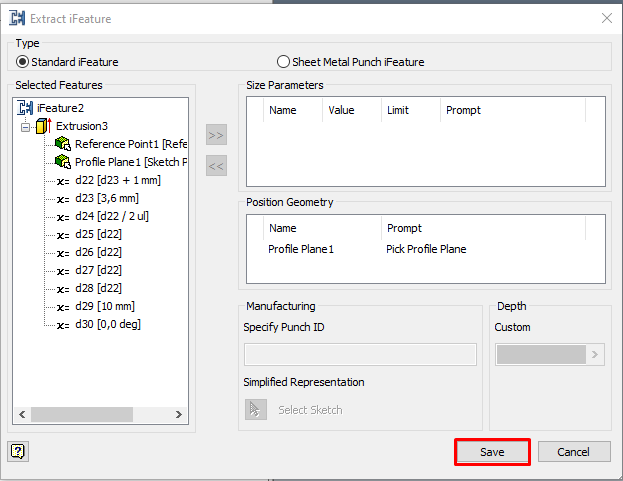 Extract iFeature
Type
Standard iFeature
Sheet Metal Punch iFeature
Selected Features
iFeature2
Extrusion3
Reference Point1 [Refe
Profile Plane1 [Sketch P
x= d22 [d23 + 1 mm]
x= d23 [3,6 mm]
x= d24 [d22 / 2 ul]
x= d25 [d22]
x= d26 [d22]
x= d27 [d22]
x= d28 [d22]
x= d29 [10 mm]
x= d30 [0,0 deg]
>>
<<
Size Parameters
Name Value Limit Prompt
Position Geometry
Name Prompt
Profile Plane1 Pick Profile Plane
Manufacturing
Specify Punch ID
Simplified Representation
Select Sketch
Depth
Custom
?
Save
Cancel